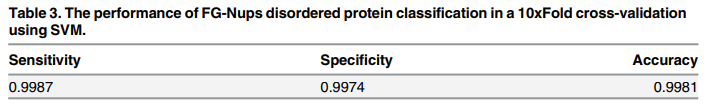 Table 3. The performance of FG-Nups disordered protein classification in a 10xFold cross-validation
using SVM.
Sensitivity Specificity Accuracy
0.9987 0.9974 0.9981